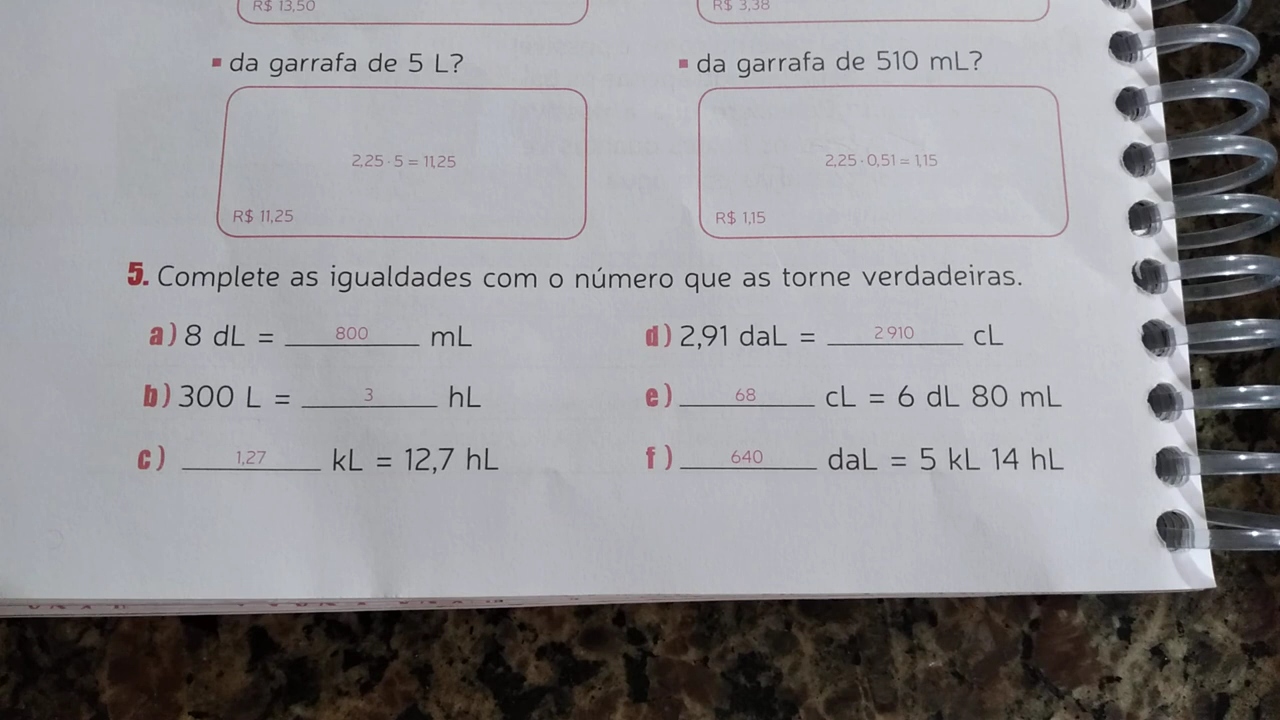 R$ 13,50
R$ 3,38
▪ da garrafa de 5 L?
▪ da garrafa de 510 mL?
2,25 · 5 = 11,25
R$ 11,25
2,25 · 0,51 = 1,15
R$ 1,15
5. Complete as igualdades com o número que as torne verdadeiras.
a) 8 dL = 800 mL
b) 300 L = 3 hL
c) 1,27 kL = 12,7 hL
d) 2,91 daL = 2 910 cL
e) 68 cL = 6 dL 80 mL
f) 640 daL = 5 kL 14 hL